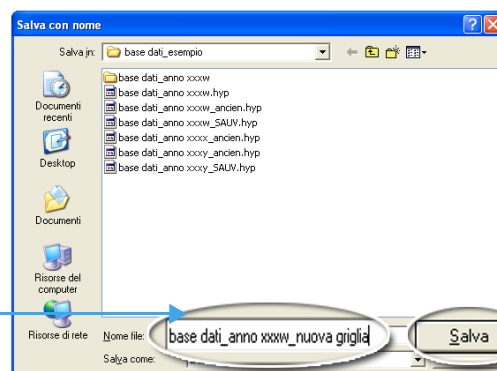 Salva con nome
Salva in: base dati_esempio
base dati_anno xxxw
base dati_anno xxxw.hyp
base dati_anno xxxw_ancien.hyp
base dati_anno xxxw_SAUV.hyp
base dati_anno xxxx_ancien.hyp
base dati_anno xxxy_ancien.hyp
base dati_anno xxxy_SAUV.hyp
Documenti
recenti
Desktop
Documenti
Risorse del
computer
Risorse di rete
Nome file: base dati_anno xxxw_nuova griglia Salva
Salva come: